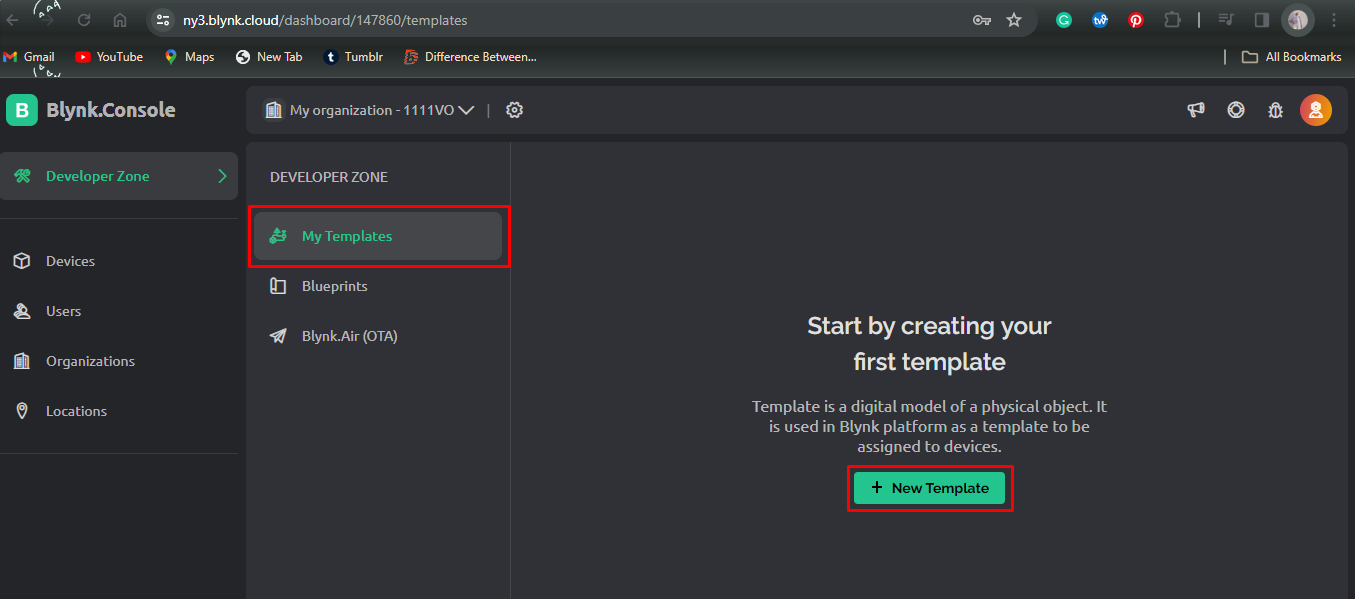 ny3.blynk.cloud/dashboard/147860/templates
Gmail
YouTube
Maps
New Tab
Tumblr
Difference Between...
All Bookmarks
B
Blynk.Console
My organization - 1111VO
Developer Zone
Devices
Users
Organizations
Locations
DEVELOPER ZONE
My Templates
Blueprints
Blynk.Air (OTA)
Start by creating your
first template
Template is a digital model of a physical object. It
is used in Blynk platform as a template to be
assigned to devices.
+ New Template